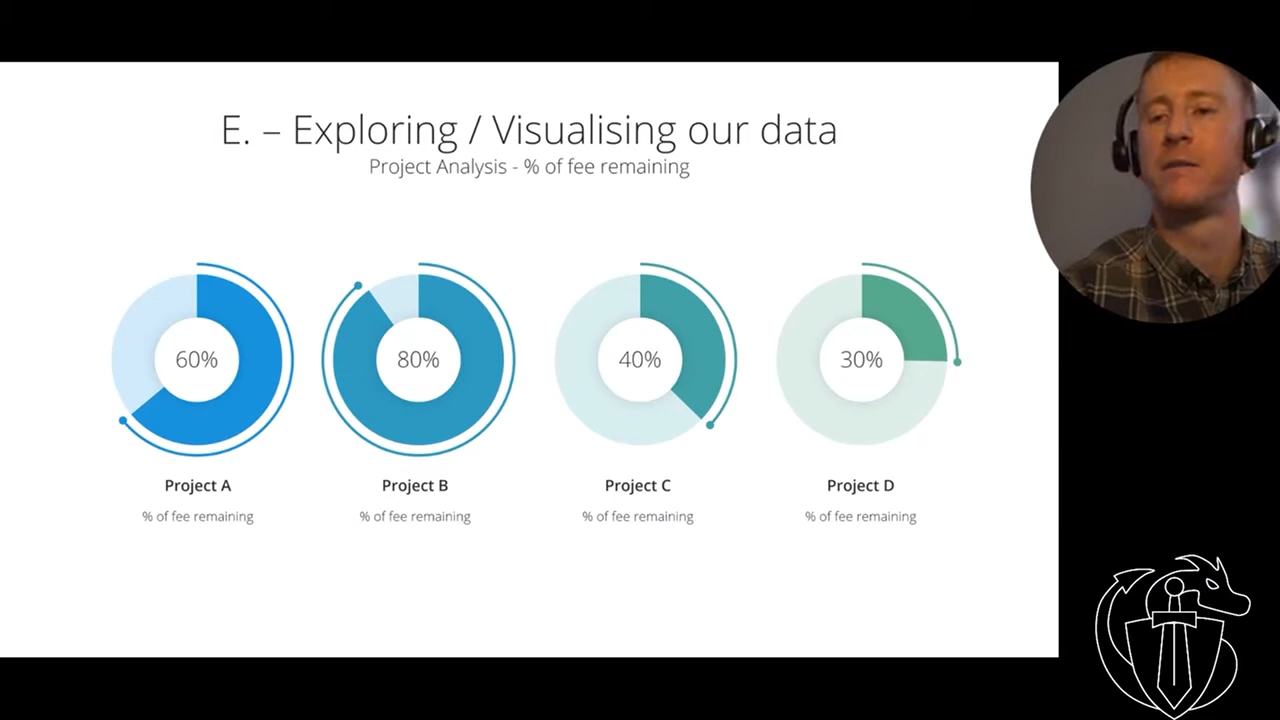 E. – Exploring / Visualising our data
Project Analysis - % of fee remaining
60%
80%
40%
30%
Project A
Project B
Project C
Project D
% of fee remaining
% of fee remaining
% of fee remaining
% of fee remaining